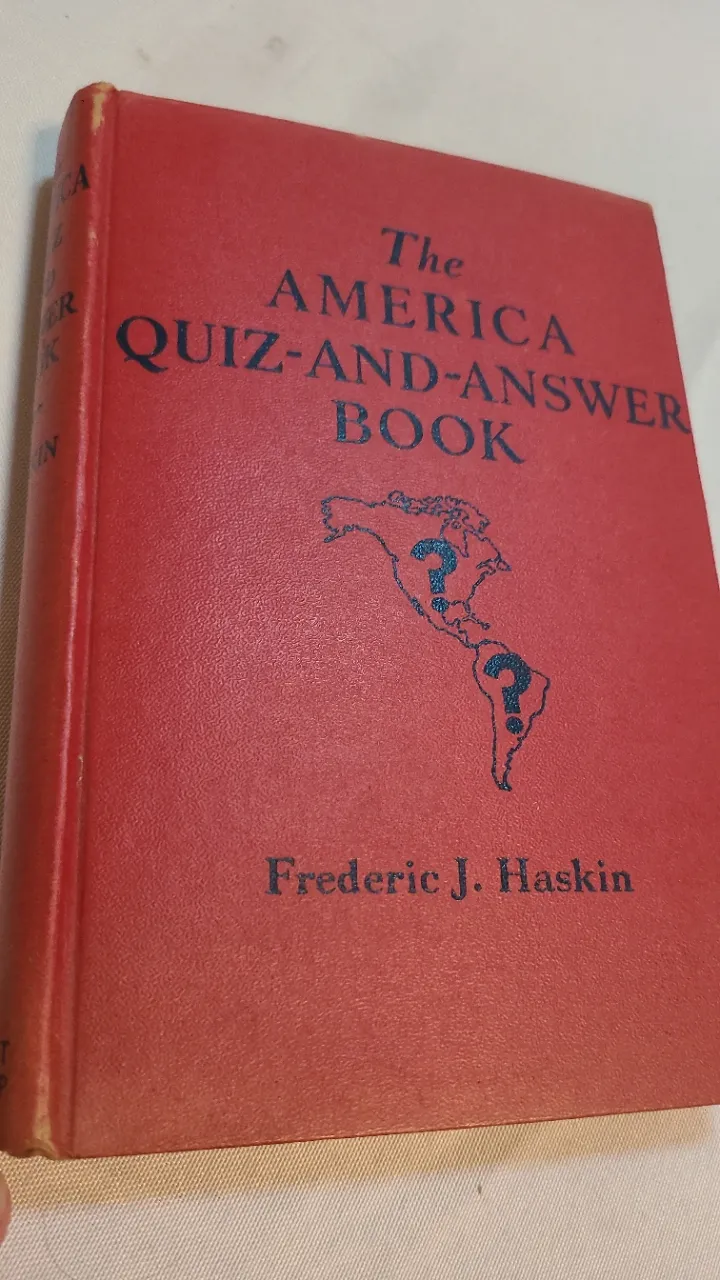 The
AMERICA
QUIZ-AND-ANSWER
BOOK
?
?
Frederic J. Haskin